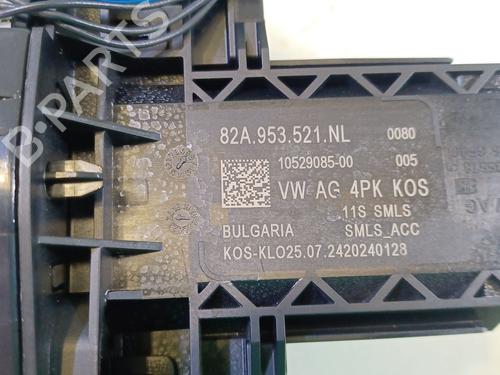 B-PARTS
82A.953.521.NL 0080
10529085-00 005
VW AG 4PK KOS
11S SMLS
BULGARIA SMLS_ACC
KOS-KLO25.07.2420240128